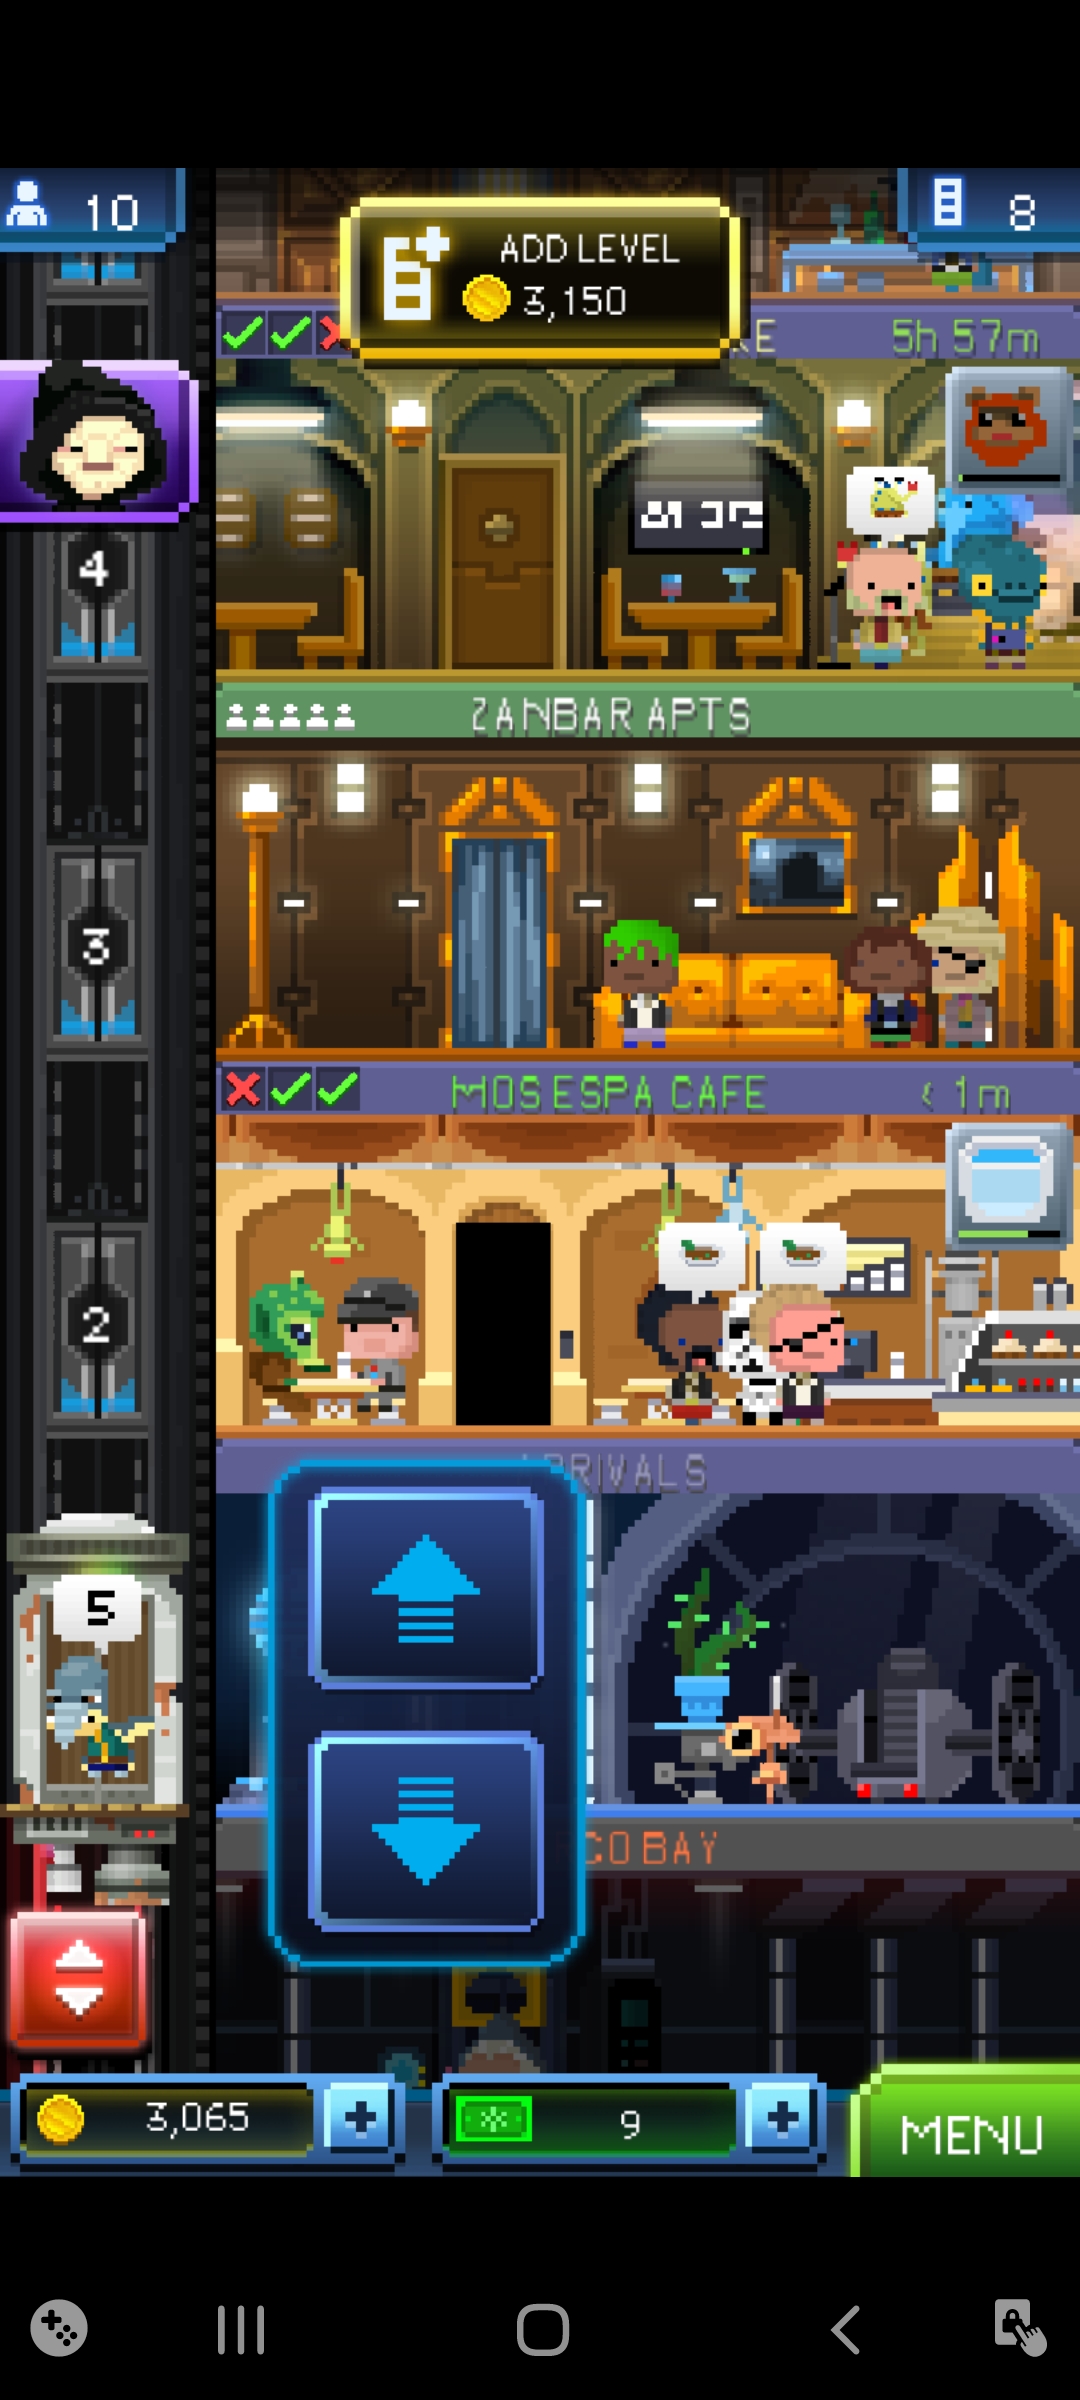 10
8
ADD LEVEL
3,150
KE
5h 57m
4
ZANBAR APTS
3
MOS ESPA CAFE
< 1m
2
RIVALS
5
CO BAY
3,065
9
MENU